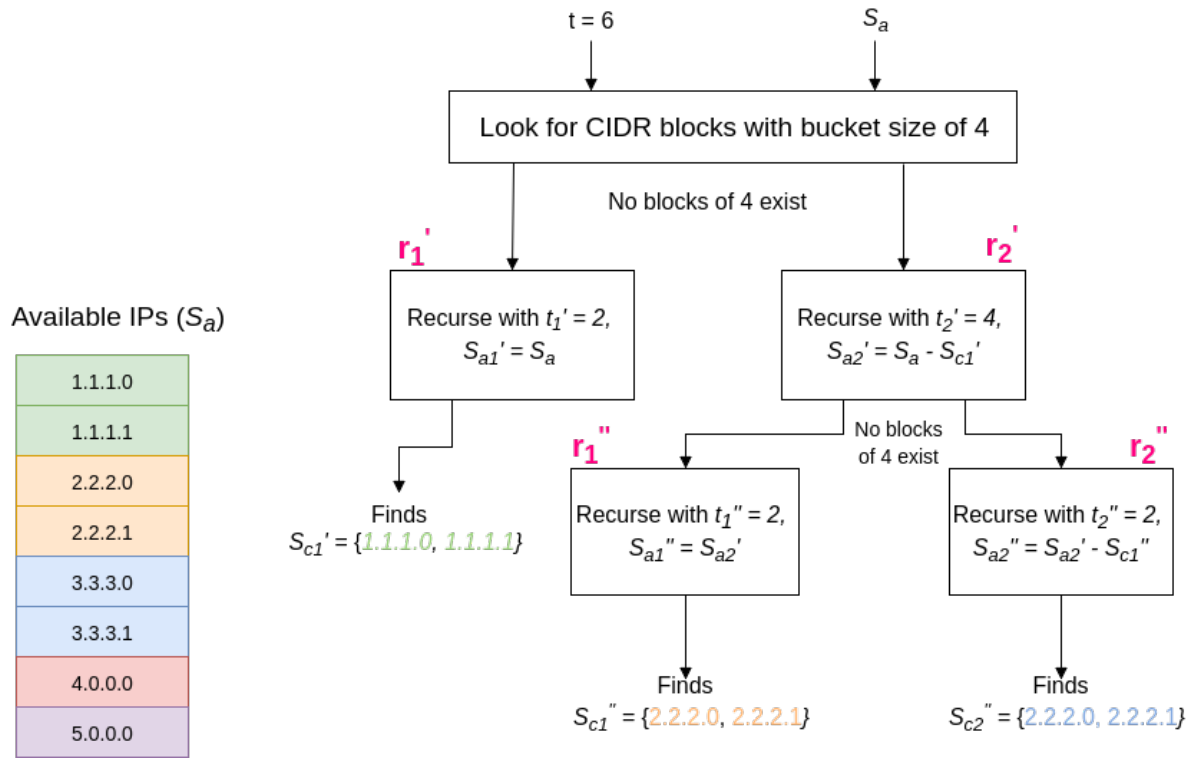 t = 6
Sa
Look for CIDR blocks with bucket size of 4
No blocks of 4 exist
r1'
r2'
Recurse with t1' = 2,
Sa1' = Sa
Recurse with t2' = 4,
Sa2' = Sa - Sc1'
Available IPs (Sa)
1.1.1.0
1.1.1.1
2.2.2.0
2.2.2.1
3.3.3.0
3.3.3.1
4.0.0.0
5.0.0.0
No blocks
of 4 exist
r1''
r2''
Finds
Sc1' = {1.1.1.0, 1.1.1.1}
Recurse with t1'' = 2,
Sa1'' = Sa2'
Recurse with t2'' = 2,
Sa2'' = Sa2' - Sc1''
Finds
Sc1'' = {2.2.2.0, 2.2.2.1}
Finds
Sc2'' = {2.2.2.0, 2.2.2.1}